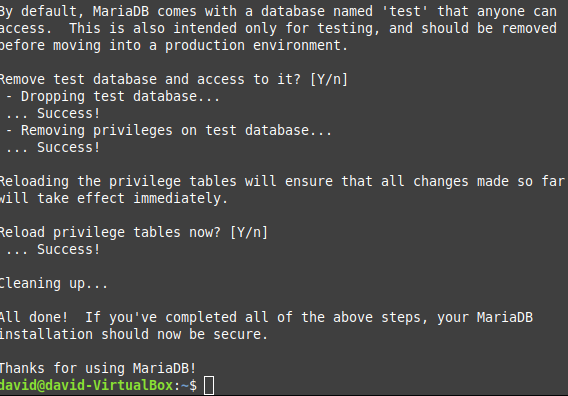 By default, MariaDB comes with a database named 'test' that anyone can
access.  This is also intended only for testing, and should be removed
before moving into a production environment.
Remove test database and access to it? [Y/n]
 - Dropping test database...
 ... Success!
 - Removing privileges on test database...
 ... Success!
Reloading the privilege tables will ensure that all changes made so far
will take effect immediately.
Reload privilege tables now? [Y/n]
 ... Success!
Cleaning up...
All done!  If you've completed all of the above steps, your MariaDB
installation should now be secure.
Thanks for using MariaDB!
david@david-VirtualBox:~$